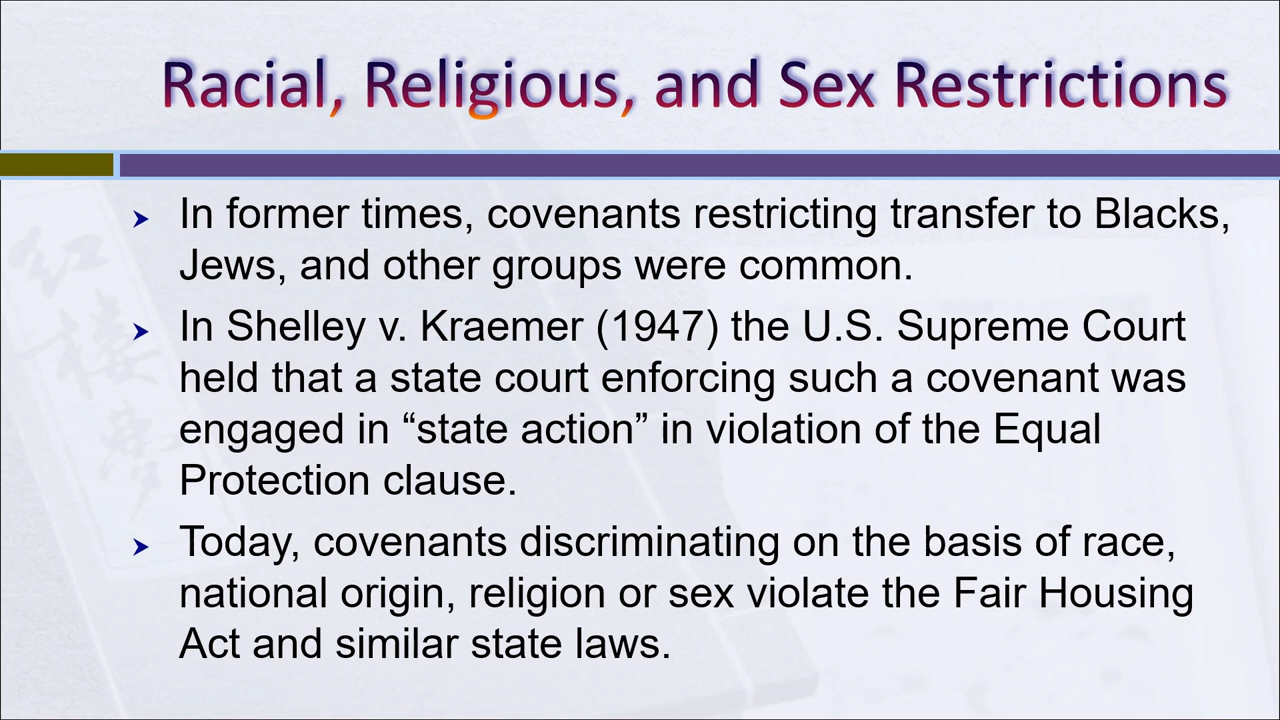 Racial, Religious, and Sex Restrictions
In former times, covenants restricting transfer to Blacks,
Jews, and other groups were common.
In Shelley v. Kraemer (1947) the U.S. Supreme Court
held that a state court enforcing such a covenant was
engaged in “state action” in violation of the Equal
Protection clause.
Today, covenants discriminating on the basis of race,
national origin, religion or sex violate the Fair Housing
Act and similar state laws.
红
楼
梦